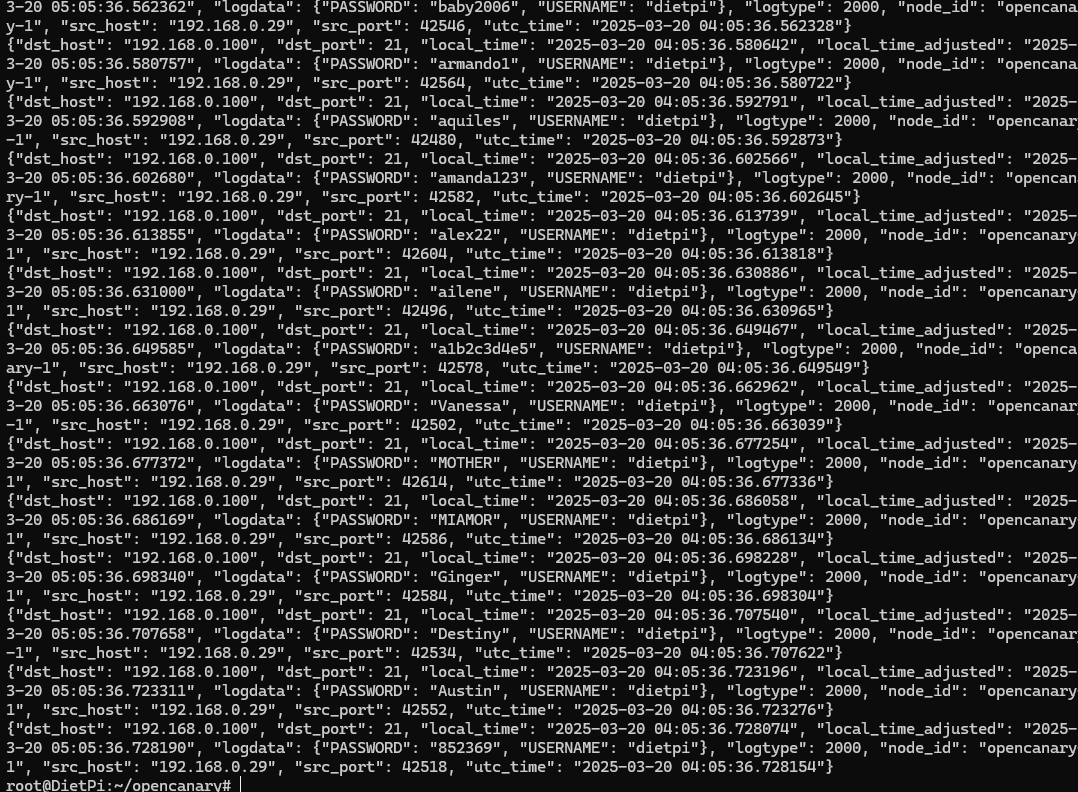 3-20 05:05:36.562362", "logdata": {"PASSWORD": "baby2006", "USERNAME": "dietpi"}, "logtype": 2000, "node_id": "opencana
y-1", "src_host": "192.168.0.29", "src_port": 42546, "utc_time": "2025-03-20 04:05:36.562328"}
{"dst_host": "192.168.0.100", "dst_port": 21, "local_time": "2025-03-20 04:05:36.580642", "local_time_adjusted": "2025-
3-20 05:05:36.580757", "logdata": {"PASSWORD": "armando1", "USERNAME": "dietpi"}, "logtype": 2000, "node_id": "opencana
y-1", "src_host": "192.168.0.29", "src_port": 42564, "utc_time": "2025-03-20 04:05:36.580722"}
{"dst_host": "192.168.0.100", "dst_port": 21, "local_time": "2025-03-20 04:05:36.592791", "local_time_adjusted": "2025-
3-20 05:05:36.592908", "logdata": {"PASSWORD": "aquiles", "USERNAME": "dietpi"}, "logtype": 2000, "node_id": "opencanary
-1", "src_host": "192.168.0.29", "src_port": 42480, "utc_time": "2025-03-20 04:05:36.592873"}
{"dst_host": "192.168.0.100", "dst_port": 21, "local_time": "2025-03-20 04:05:36.602566", "local_time_adjusted": "2025-
3-20 05:05:36.602680", "logdata": {"PASSWORD": "amanda123", "USERNAME": "dietpi"}, "logtype": 2000, "node_id": "opencan
ry-1", "src_host": "192.168.0.29", "src_port": 42582, "utc_time": "2025-03-20 04:05:36.602645"}
{"dst_host": "192.168.0.100", "dst_port": 21, "local_time": "2025-03-20 04:05:36.613739", "local_time_adjusted": "2025-
3-20 05:05:36.613855", "logdata": {"PASSWORD": "alex22", "USERNAME": "dietpi"}, "logtype": 2000, "node_id": "opencanary
1", "src_host": "192.168.0.29", "src_port": 42604, "utc_time": "2025-03-20 04:05:36.613818"}
{"dst_host": "192.168.0.100", "dst_port": 21, "local_time": "2025-03-20 04:05:36.630886", "local_time_adjusted": "2025-
3-20 05:05:36.631000", "logdata": {"PASSWORD": "ailene", "USERNAME": "dietpi"}, "logtype": 2000, "node_id": "opencanary
1", "src_host": "192.168.0.29", "src_port": 42496, "utc_time": "2025-03-20 04:05:36.630965"}
{"dst_host": "192.168.0.100", "dst_port": 21, "local_time": "2025-03-20 04:05:36.649467", "local_time_adjusted": "2025-
3-20 05:05:36.649585", "logdata": {"PASSWORD": "a1b2c3d4e5", "USERNAME": "dietpi"}, "logtype": 2000, "node_id": "openca
ary-1", "src_host": "192.168.0.29", "src_port": 42578, "utc_time": "2025-03-20 04:05:36.649549"}
{"dst_host": "192.168.0.100", "dst_port": 21, "local_time": "2025-03-20 04:05:36.662962", "local_time_adjusted": "2025-
3-20 05:05:36.663076", "logdata": {"PASSWORD": "Vanessa", "USERNAME": "dietpi"}, "logtype": 2000, "node_id": "opencanary
-1", "src_host": "192.168.0.29", "src_port": 42502, "utc_time": "2025-03-20 04:05:36.663039"}
{"dst_host": "192.168.0.100", "dst_port": 21, "local_time": "2025-03-20 04:05:36.677254", "local_time_adjusted": "2025-
3-20 05:05:36.677372", "logdata": {"PASSWORD": "MOTHER", "USERNAME": "dietpi"}, "logtype": 2000, "node_id": "opencanary
1", "src_host": "192.168.0.29", "src_port": 42614, "utc_time": "2025-03-20 04:05:36.677336"}
{"dst_host": "192.168.0.100", "dst_port": 21, "local_time": "2025-03-20 04:05:36.686058", "local_time_adjusted": "2025-
3-20 05:05:36.686169", "logdata": {"PASSWORD": "MIAMOR", "USERNAME": "dietpi"}, "logtype": 2000, "node_id": "opencanary
1", "src_host": "192.168.0.29", "src_port": 42586, "utc_time": "2025-03-20 04:05:36.686134"}
{"dst_host": "192.168.0.100", "dst_port": 21, "local_time": "2025-03-20 04:05:36.698228", "local_time_adjusted": "2025-
3-20 05:05:36.698340", "logdata": {"PASSWORD": "Ginger", "USERNAME": "dietpi"}, "logtype": 2000, "node_id": "opencanary
1", "src_host": "192.168.0.29", "src_port": 42584, "utc_time": "2025-03-20 04:05:36.698304"}
{"dst_host": "192.168.0.100", "dst_port": 21, "local_time": "2025-03-20 04:05:36.707540", "local_time_adjusted": "2025-
3-20 05:05:36.707658", "logdata": {"PASSWORD": "Destiny", "USERNAME": "dietpi"}, "logtype": 2000, "node_id": "opencanary
-1", "src_host": "192.168.0.29", "src_port": 42534, "utc_time": "2025-03-20 04:05:36.707622"}
{"dst_host": "192.168.0.100", "dst_port": 21, "local_time": "2025-03-20 04:05:36.723196", "local_time_adjusted": "2025-
3-20 05:05:36.723311", "logdata": {"PASSWORD": "Austin", "USERNAME": "dietpi"}, "logtype": 2000, "node_id": "opencanary
1", "src_host": "192.168.0.29", "src_port": 42552, "utc_time": "2025-03-20 04:05:36.723276"}
{"dst_host": "192.168.0.100", "dst_port": 21, "local_time": "2025-03-20 04:05:36.728074", "local_time_adjusted": "2025-
3-20 05:05:36.728190", "logdata": {"PASSWORD": "852369", "USERNAME": "dietpi"}, "logtype": 2000, "node_id": "opencanary
1", "src_host": "192.168.0.29", "src_port": 42518, "utc_time": "2025-03-20 04:05:36.728154"}
root@DietPi:~/opencanary#